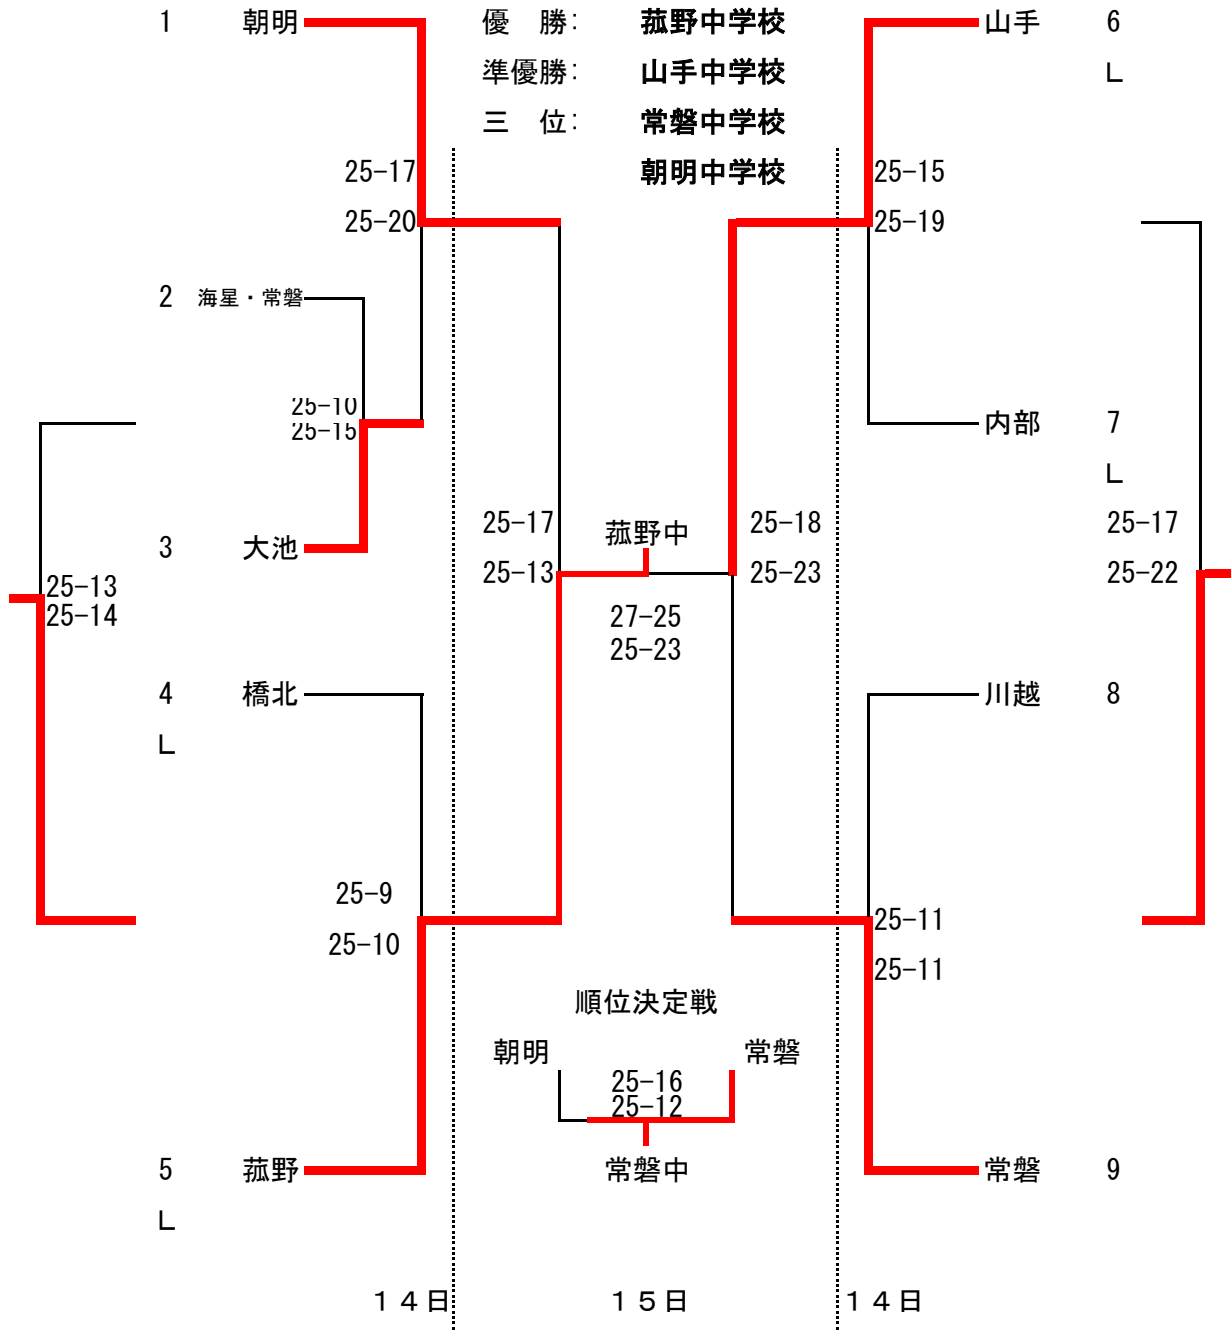 1 朝明 優　勝： 菰野中学校 山手 6
準優勝： 山手中学校 L
三　位： 常磐中学校
25-17 朝明中学校 25-15
25-20 25-19
2 海星・常磐
25-10
25-15 内部 7
L
25-17 菰野中 25-18 25-17
3 大池
25-13 25-13 25-23 25-22
25-14
27-25
25-23
4 橋北 川越 8
L
25-9
25-11
25-10
25-11
順位決定戦
朝明 常磐
25-16
25-12
5 菰野 常磐中 常磐 9
L
１４日 １５日 １４日